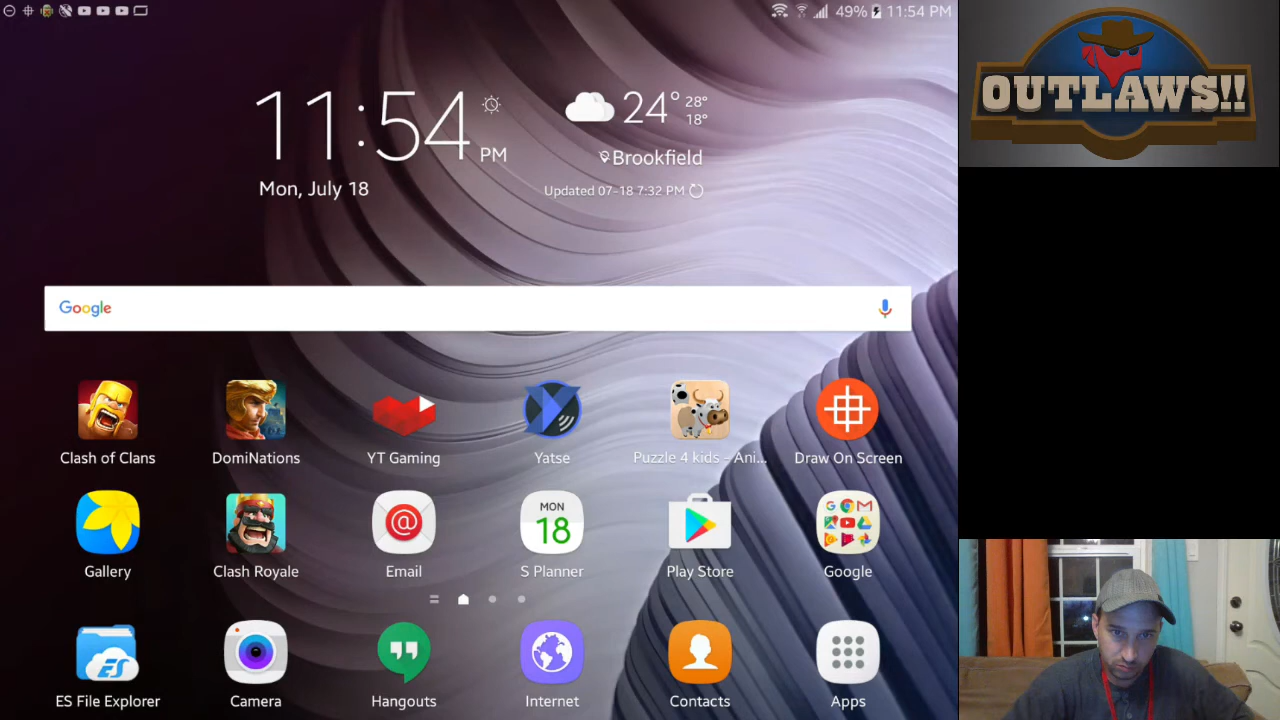 49% 11:54 PM
OUTLAWS!!
11:54 PM
24° 28° 18°
Brookfield
Mon, July 18
Updated 07-18 7:32 PM
Google
Clash of Clans
DomiNations
YT Gaming
Yatse
Puzzle 4 kids - Ani...
Draw On Screen
MON
18
Gallery
Clash Royale
Email
S Planner
Play Store
Google
ES
ES File Explorer
Camera
Hangouts
Internet
Contacts
Apps